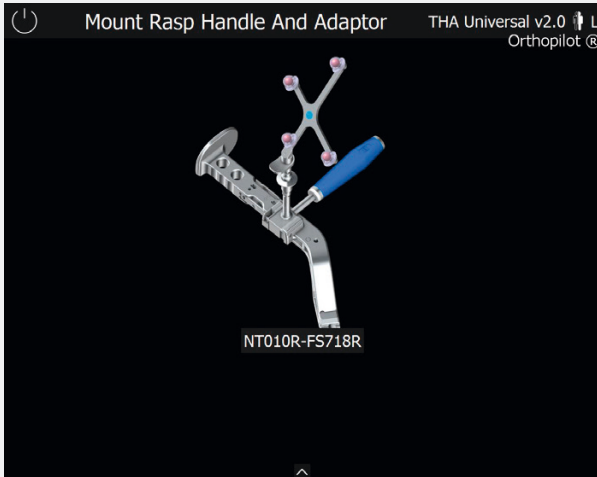 Mount Rasp Handle And Adaptor
THA Universal v2.0 L
Orthopilot ®
NT010R-FS718R